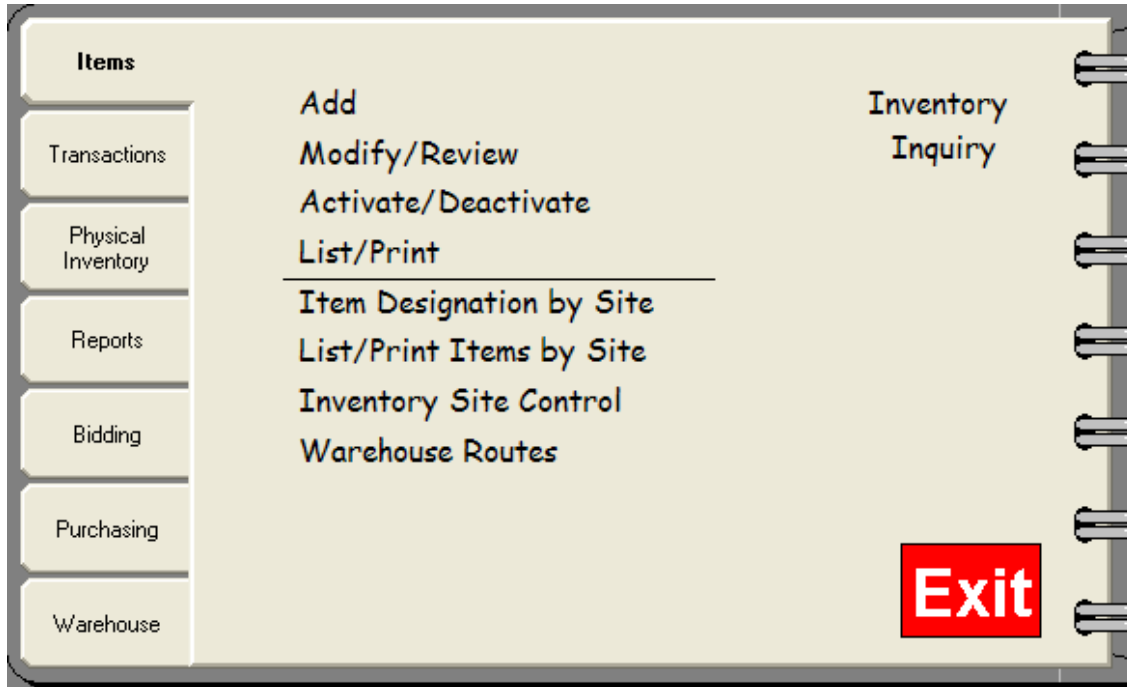 Items
Transactions
Physical
Inventory
Reports
Bidding
Purchasing
Warehouse
Add
Modify/Review
Activate/Deactivate
List/Print
Item Designation by Site
List/Print Items by Site
Inventory Site Control
Warehouse Routes
Inventory
Inquiry
Exit